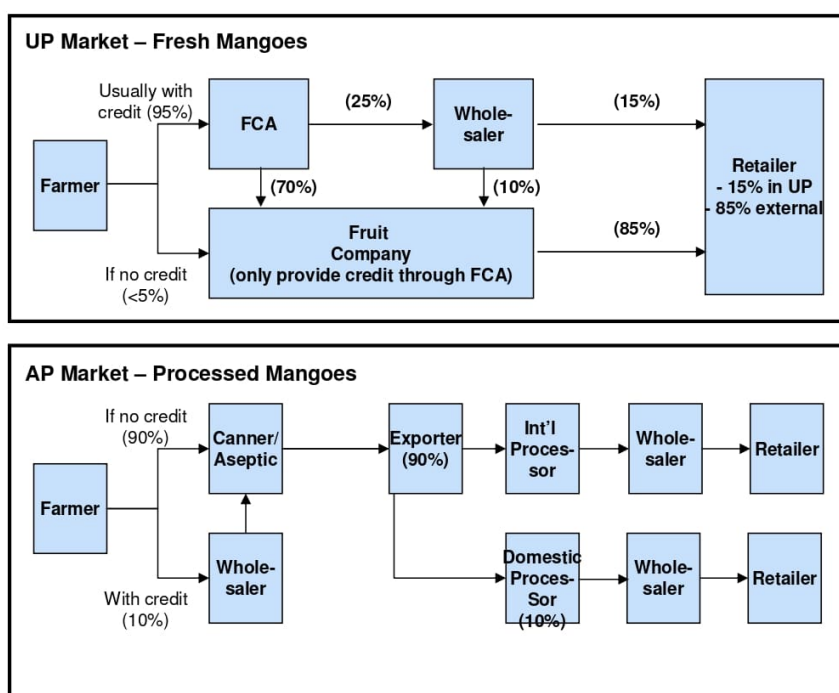 UP Market – Fresh Mangoes
Usually with
credit (95%)
FCA
(25%)
Whole-
saler
(15%)
Farmer
(70%)
(10%)
Retailer
- 15% in UP
- 85% external
Fruit
Company
(only provide credit through FCA)
(85%)
If no credit
(<5%)
AP Market – Processed Mangoes
If no credit
(90%)
Canner/
Aseptic
Exporter
(90%)
Int'l
Proces-
sor
Whole-
saler
Retailer
Farmer
Whole-
saler
With credit
(10%)
Domestic
Proces-
Sor
(10%)
Whole-
saler
Retailer